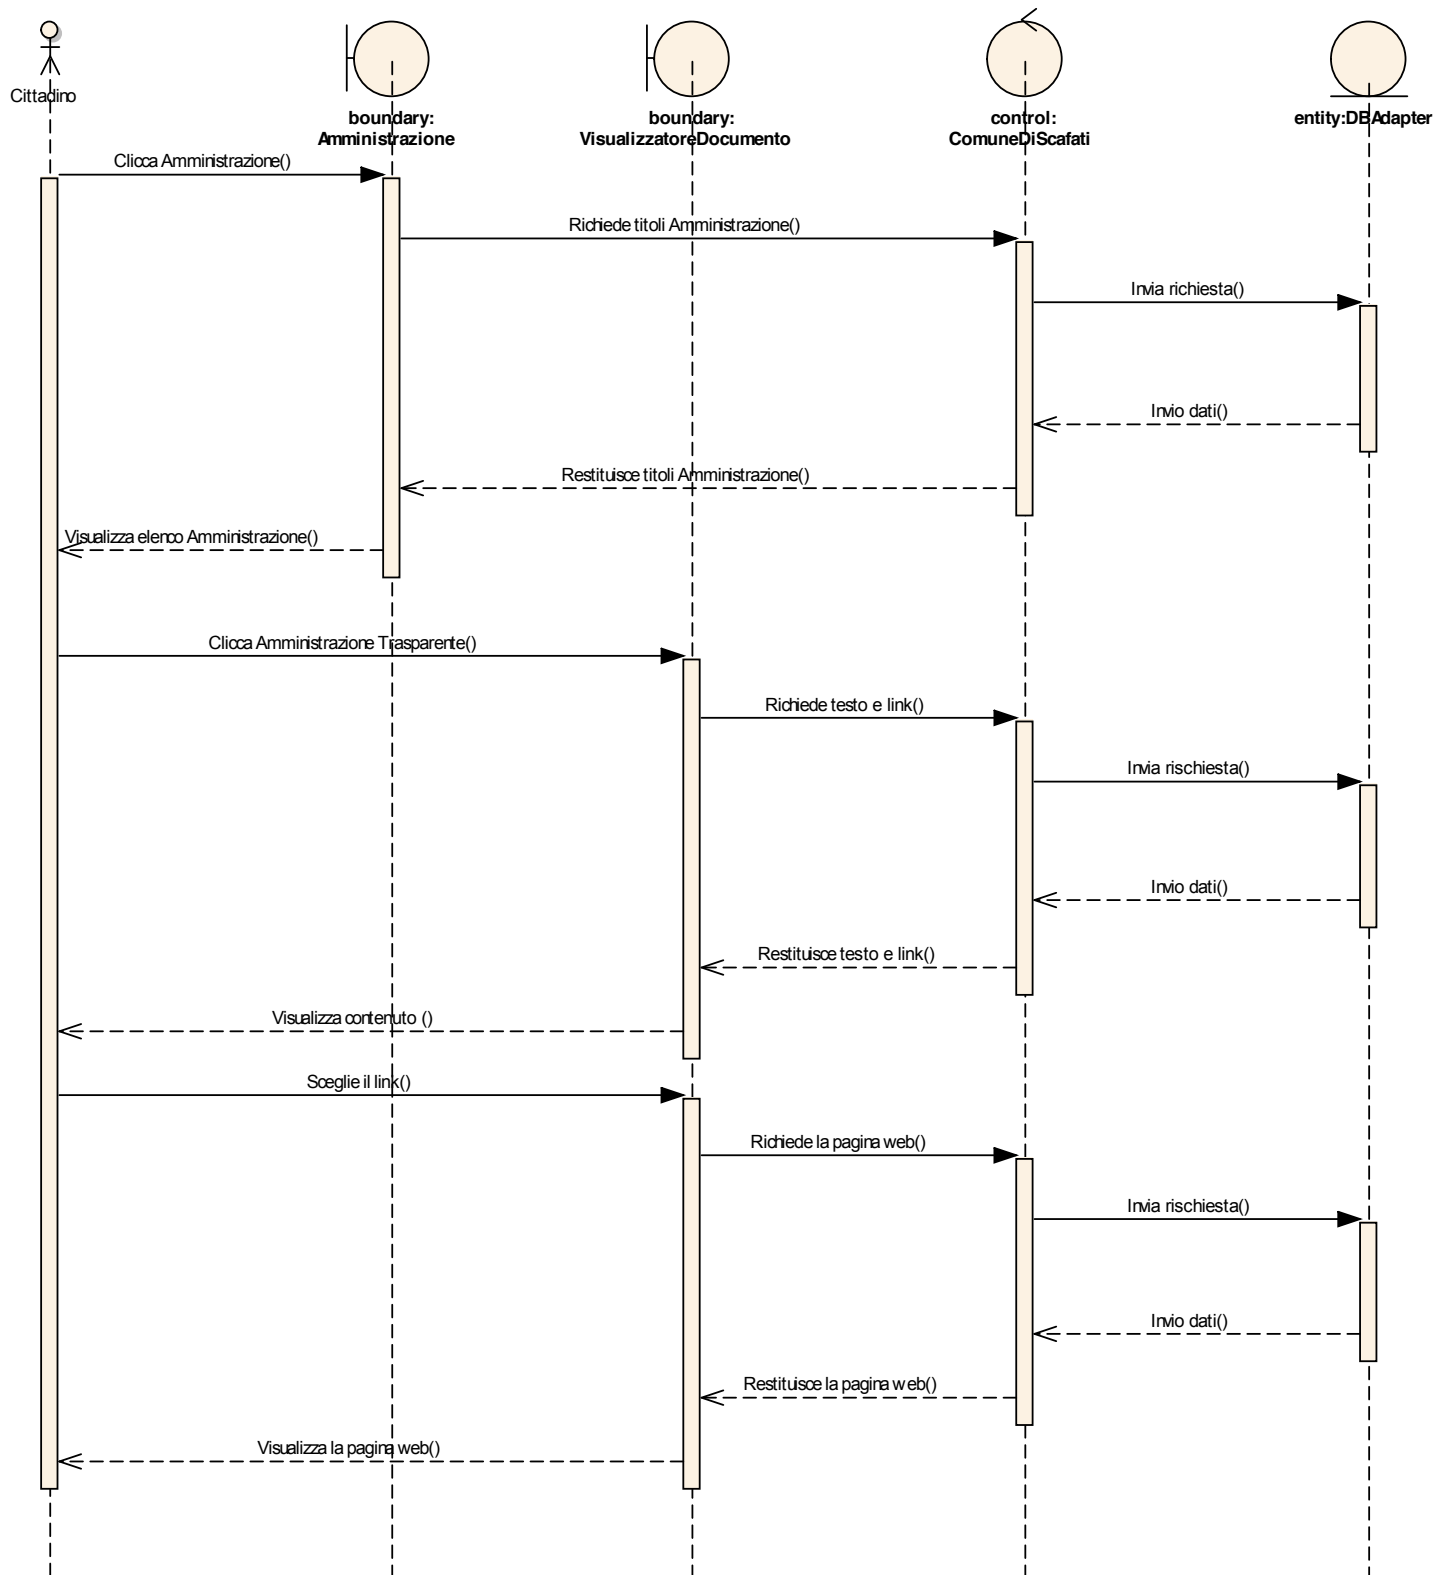 Cittadino
boundary:
Amministrazione
boundary:
VisualizzatoreDocumento
control:
ComuneDiScafati
entity:DBAdapter
Clicca Amministrazione()
Richiede titoli Amministrazione()
Invia richiesta()
Invio dati()
Restituisce titoli Amministrazione()
Visualizza elenco Amministrazione()
Clicca Amministrazione Trasparente()
Richiede testo e link()
Invia rischiesta()
Invio dati()
Restituisce testo e link()
Visualizza contenuto ()
Sceglie il link()
Richiede la pagina web()
Invia rischiesta()
Invio dati()
Restituisce la pagina web()
Visualizza la pagina web()